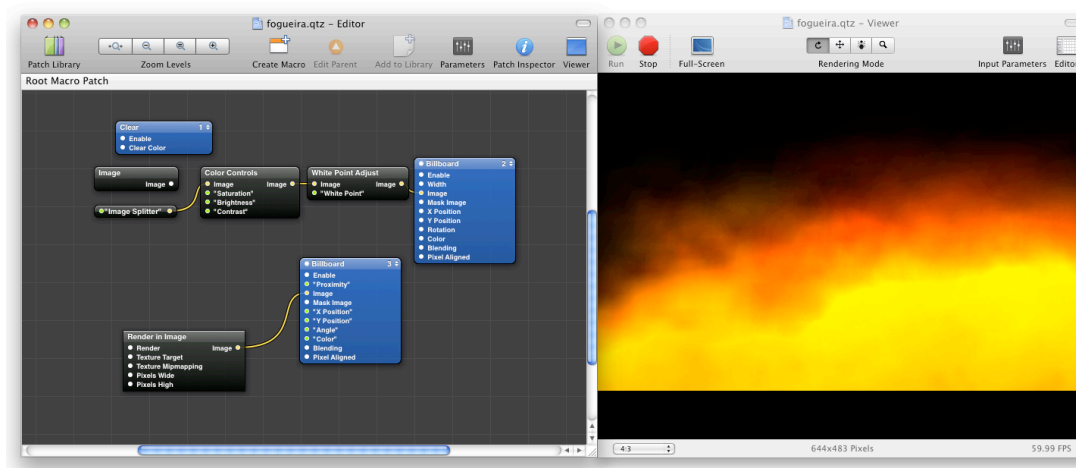 fogueira.qtz – Editor
Patch Library
Zoom Levels
Create Macro
Edit Parent
Add to Library
Parameters
Patch Inspector
Viewer
Root Macro Patch
Clear 1
Enable
Clear Color
Image
Image
"Image Splitter"
Color Controls
Image Image
"Saturation"
"Brightness"
"Contrast"
White Point Adjust
Image Image
"White Point"
Billboard 2
Enable
Width
Image
Mask Image
X Position
Y Position
Rotation
Color
Blending
Pixel Aligned
Billboard 3
Enable
"Proximity"
Image
Mask Image
"X Position"
"Y Position"
"Angle"
"Color"
Blending
Pixel Aligned
Render in Image
Render Image
Texture Target
Texture Mipmapping
Pixels Wide
Pixels High
fogueira.qtz – Viewer
Run
Stop
Full-Screen
Rendering Mode
Input Parameters
Editor
4:3
644x483 Pixels
59.99 FPS